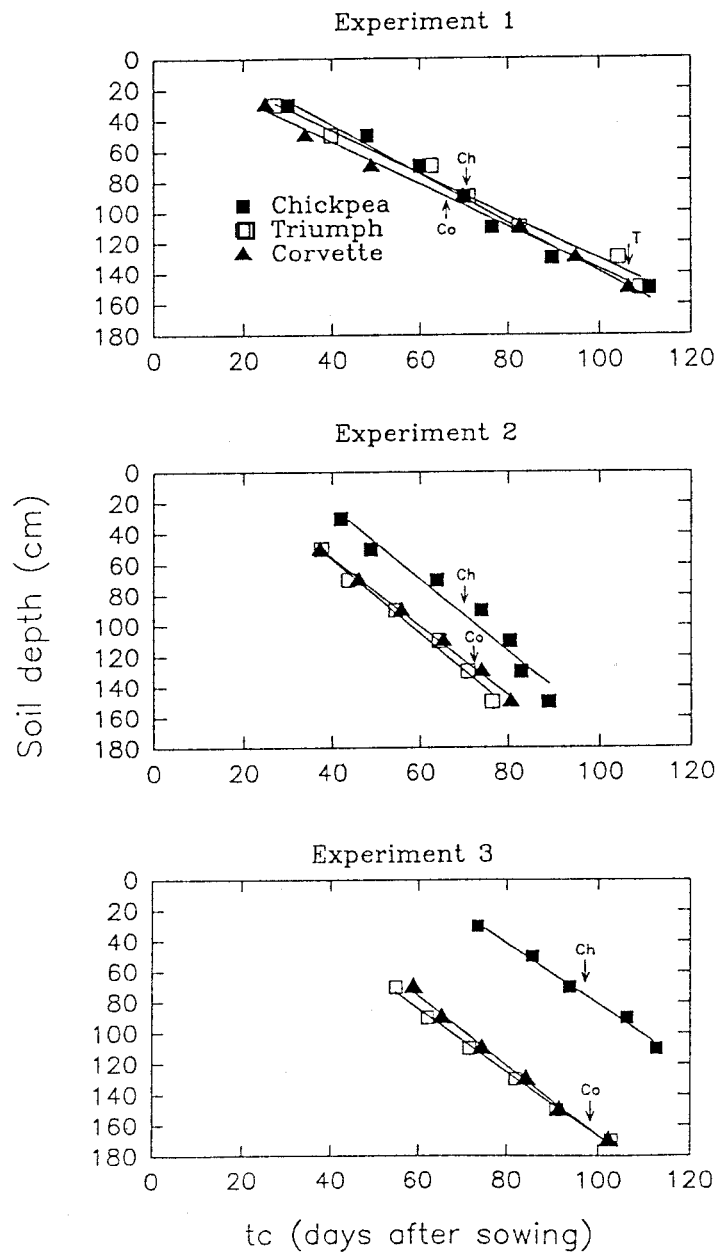 Experiment 1
0
20
40
60
80
100
120
140
160
180
Ch
Co
T
Chickpea
Triumph
Corvette
0 20 40 60 80 100 120
Experiment 2
0
20
40
60
80
100
120
140
160
180
Ch
Co
0 20 40 60 80 100 120
Soil depth (cm)
Experiment 3
0
20
40
60
80
100
120
140
160
180
Ch
Co
0 20 40 60 80 100 120
tc (days after sowing)